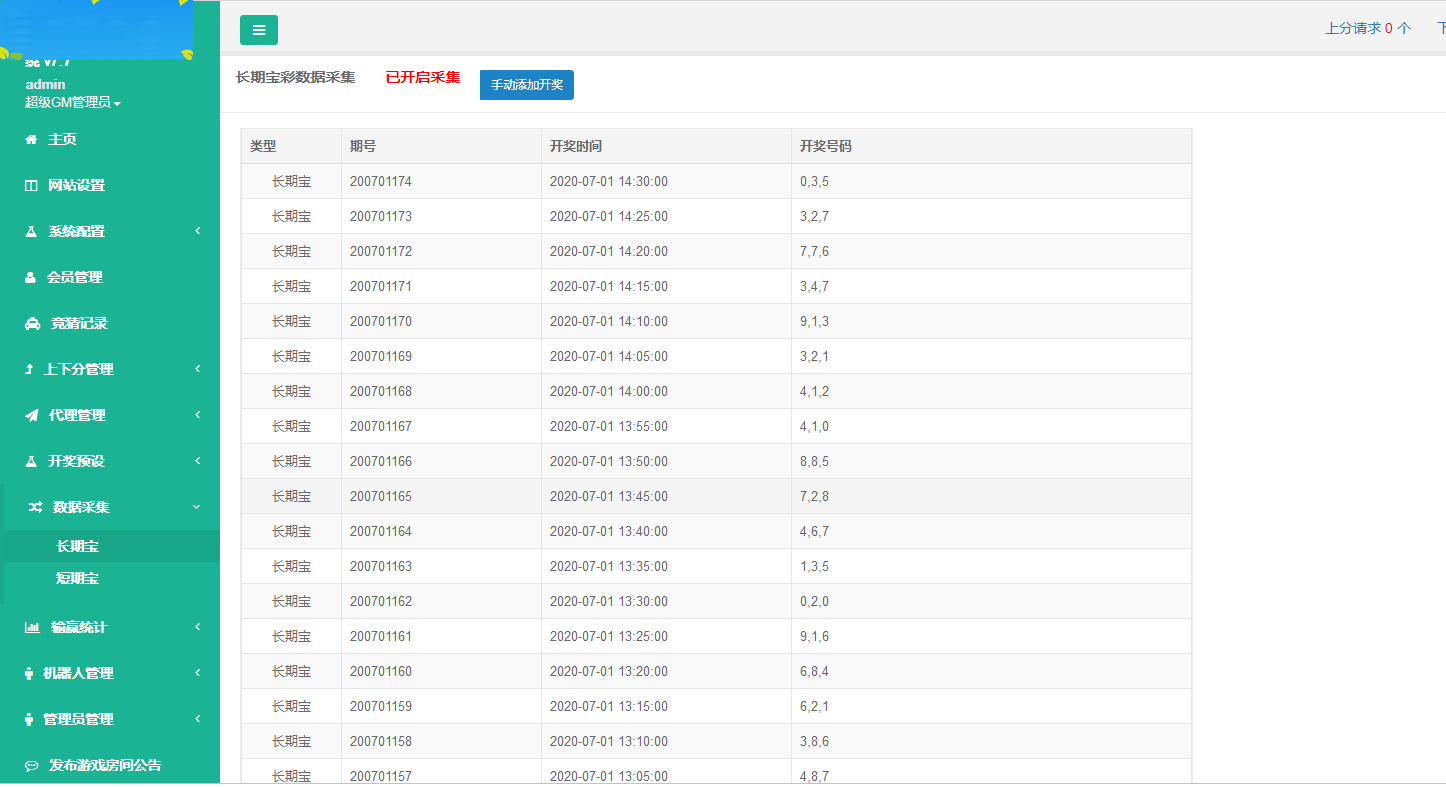 统 V7.7
admin
超级GM管理员
主页
网站设置
系统配置
会员管理
竞猜记录
上下分管理
代理管理
开奖预设
数据采集
长期宝
短期宝
输赢统计
机器人管理
管理员管理
发布游戏房间公告
上分请求 0 个 下
长期宝彩数据采集 已开启采集 手动添加开奖
类型 期号 开奖时间 开奖号码
长期宝 200701174 2020-07-01 14:30:00 0,3,5
长期宝 200701173 2020-07-01 14:25:00 3,2,7
长期宝 200701172 2020-07-01 14:20:00 7,7,6
长期宝 200701171 2020-07-01 14:15:00 3,4,7
长期宝 200701170 2020-07-01 14:10:00 9,1,3
长期宝 200701169 2020-07-01 14:05:00 3,2,1
长期宝 200701168 2020-07-01 14:00:00 4,1,2
长期宝 200701167 2020-07-01 13:55:00 4,1,0
长期宝 200701166 2020-07-01 13:50:00 8,8,5
长期宝 200701165 2020-07-01 13:45:00 7,2,8
长期宝 200701164 2020-07-01 13:40:00 4,6,7
长期宝 200701163 2020-07-01 13:35:00 1,3,5
长期宝 200701162 2020-07-01 13:30:00 0,2,0
长期宝 200701161 2020-07-01 13:25:00 9,1,6
长期宝 200701160 2020-07-01 13:20:00 6,8,4
长期宝 200701159 2020-07-01 13:15:00 6,2,1
长期宝 200701158 2020-07-01 13:10:00 3,8,6
长期宝 200701157 2020-07-01 13:05:00 4,8,7